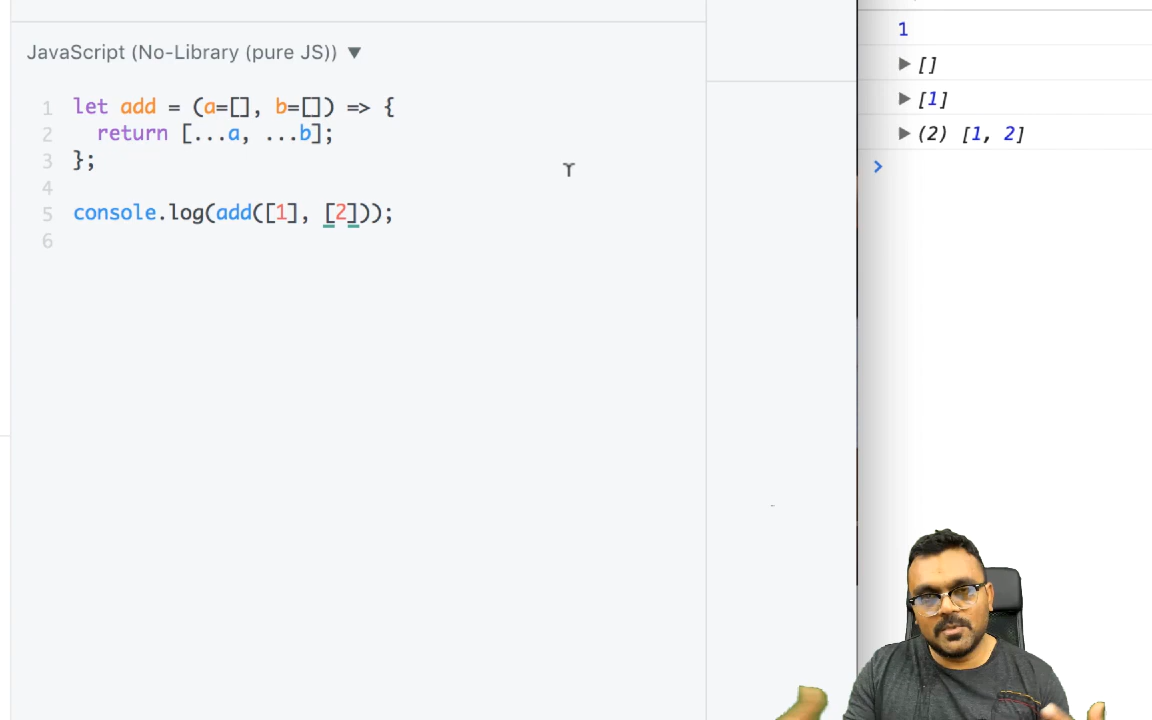 JavaScript (No-Library (pure JS)) ▼
1 let add = (a=[], b=[]) => {
2   return [...a, ...b];
3 };
4
5 console.log(add([1], [2]));
6
1
▶ []
▶ [1]
▶ (2) [1, 2]
>